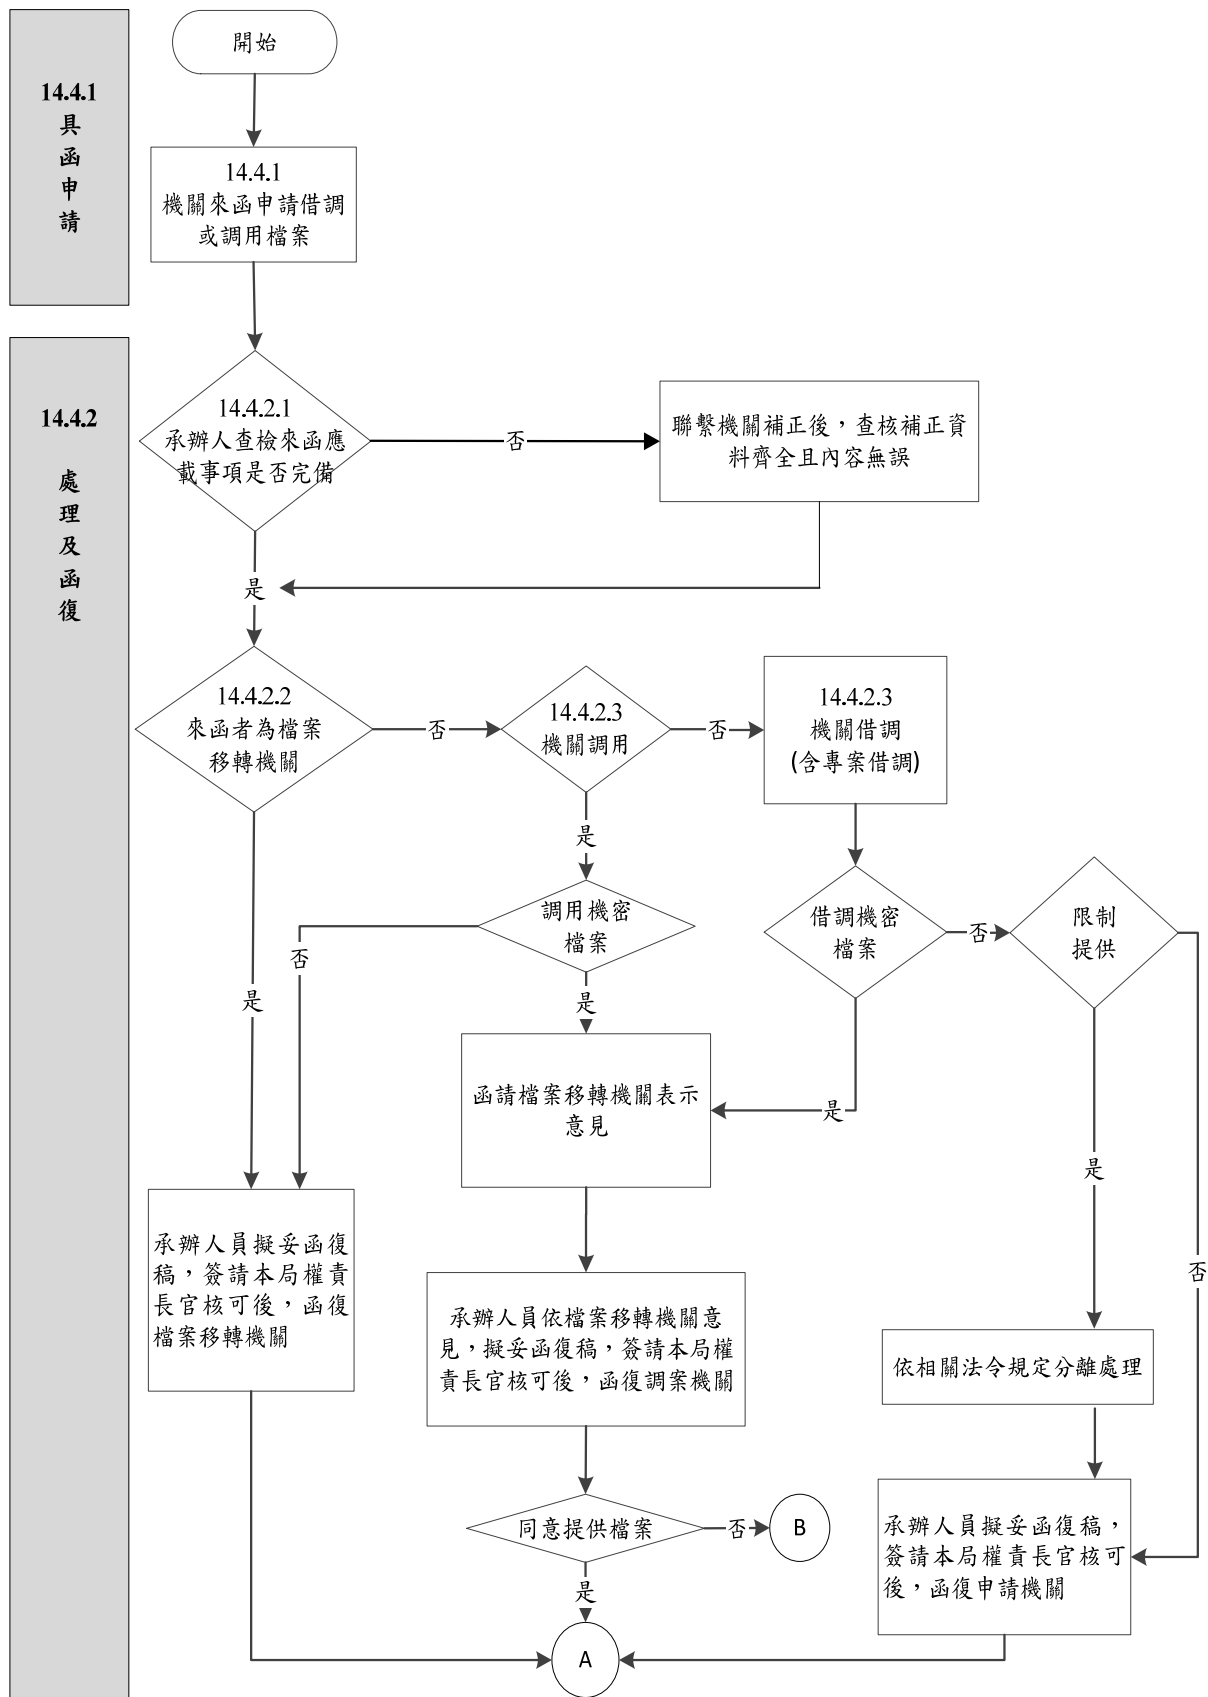 14.4.1
具
函
申
請
開始
14.4.1
機關來函申請借調
或調用檔案
14.4.2
處
理
及
函
復
14.4.2.1
承辦人查檢來函應
載事項是否完備
否
聯繫機關補正後，查核補正資
料齊全且內容無誤
是
14.4.2.2
來函者為檔案
移轉機關
否
14.4.2.3
機關調用
否
14.4.2.3
機關借調
(含專案借調)
是
調用機密
檔案
借調機密
檔案
否
限制
提供
否
是
是
函請檔案移轉機關表示
意見
是
是
否
承辦人員擬妥函復
稿，簽請本局權責
長官核可後，函復
檔案移轉機關
承辦人員依檔案移轉機關意
見，擬妥函復稿，簽請本局權
責長官核可後，函復調案機關
依相關法令規定分離處理
同意提供檔案
否
B
承辦人員擬妥函復稿，
簽請本局權責長官核可
後，函復申請機關
是
A